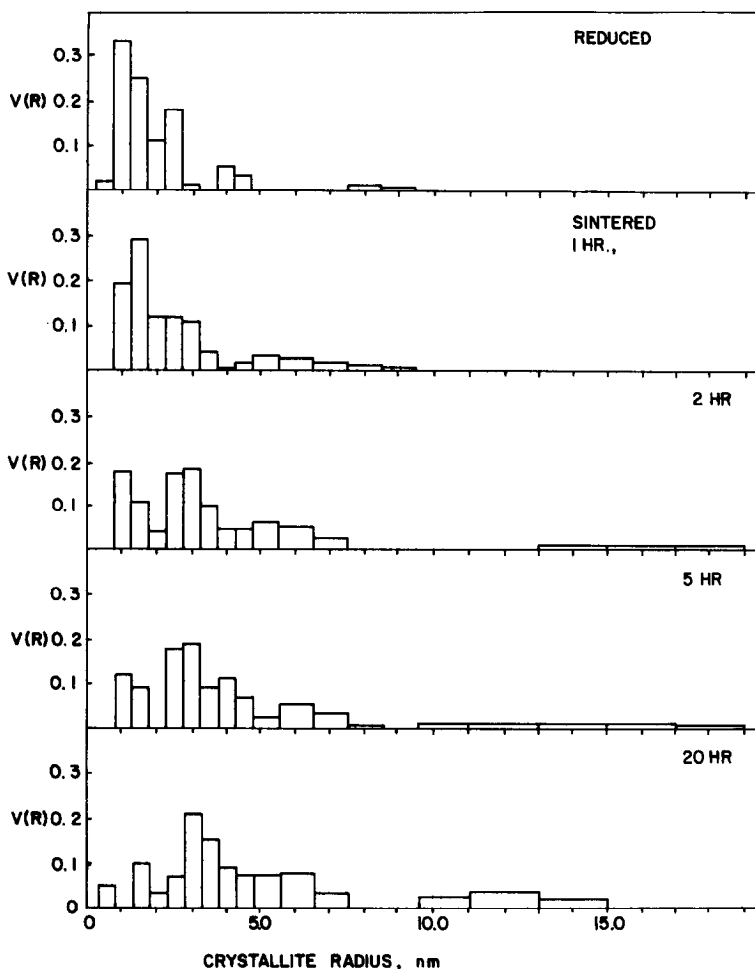 REDUCED
0.3
V(R) 0.2
0.1
SINTERED
1 HR.,
0.3
V(R) 0.2
0.1
2 HR
0.3
V(R) 0.2
0.1
5 HR
0.3
V(R) 0.2
0.1
20 HR
0.3
V(R) 0.2
0.1
0
0 5.0 10.0 15.0
CRYSTALLITE RADIUS, nm